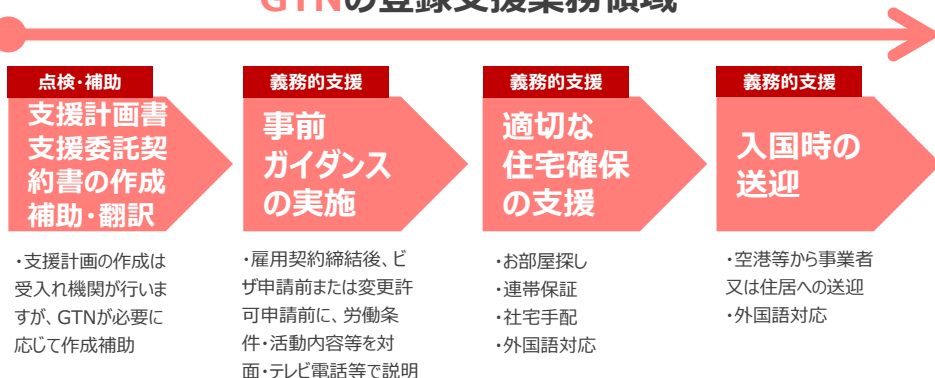 GTNの登録支援業務領域
点検・補助
支援計画書
支援委託契
約書の作成
補助・翻訳
・支援計画の作成は
受入れ機関が行いま
すが、GTNが必要に
応じて作成補助
義務的支援
事前
ガイダンス
の実施
・雇用契約締結後、ビ
ザ申請前または変更許
可申請前に、労働条
件・活動内容等を対
面・テレビ電話等で説明
義務的支援
適切な
住宅確保
の支援
・お部屋探し
・連帯保証
・社宅手配
・外国語対応
義務的支援
入国時の
送迎
・空港等から事業者
又は住居への送迎
・外国語対応